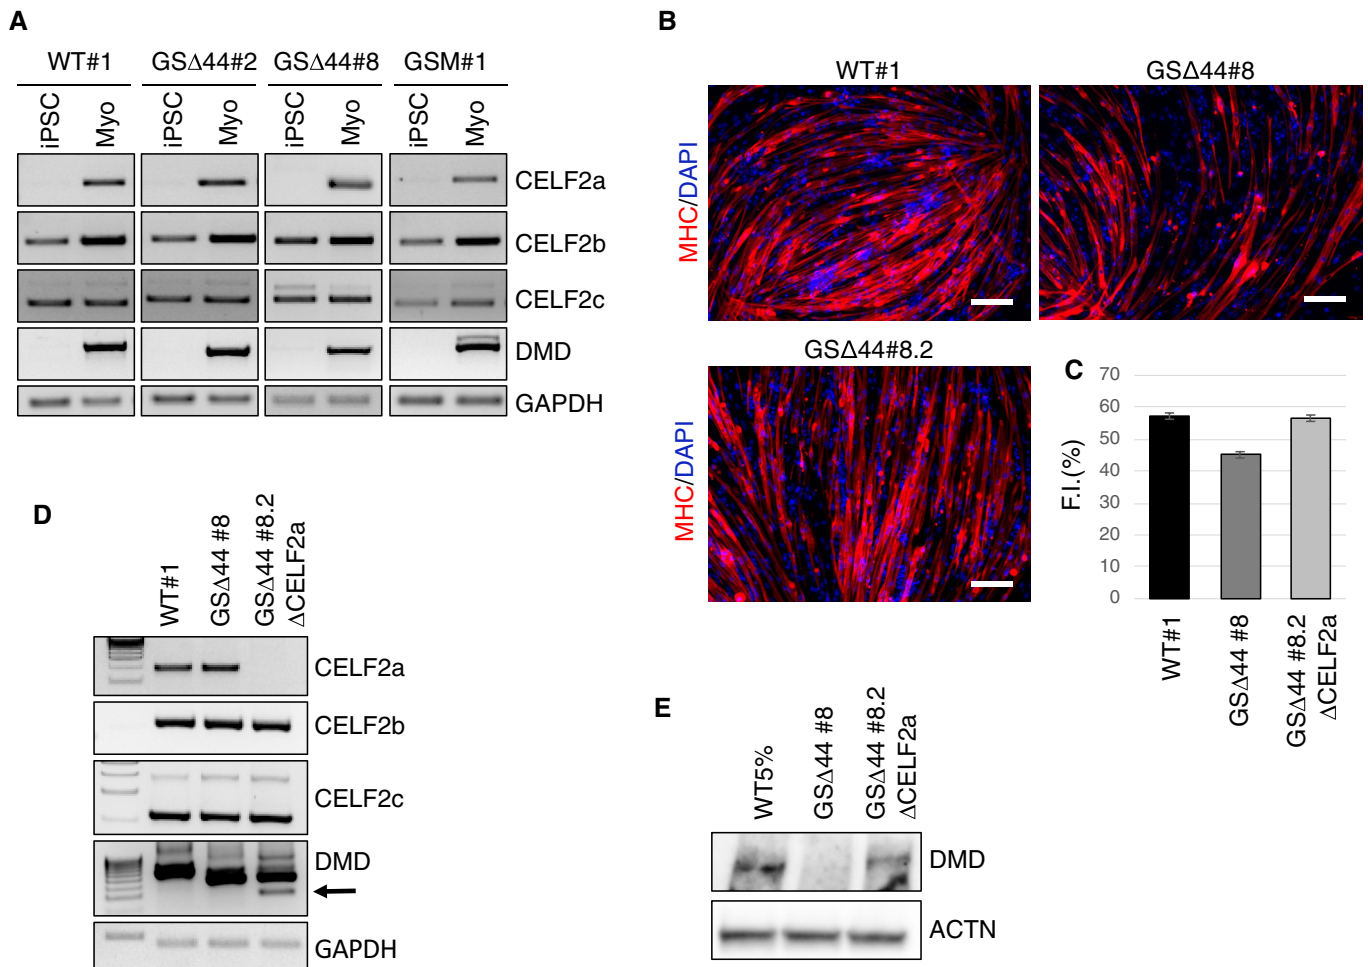 A
WT#1 GSΔ44#2 GSΔ44#8 GSM#1
iPSC Myo iPSC Myo iPSC Myo iPSC Myo
CELF2a
CELF2b
CELF2c
DMD
GAPDH
B
WT#1
GSΔ44#8
MHC/DAPI
GSΔ44#8.2
MHC/DAPI
C
F.I.(%)
70
60
50
40
30
20
10
0
WT#1
GSΔ44 #8
GSΔ44 #8.2
ΔCELF2a
D
WT#1
GSΔ44 #8
GSΔ44 #8.2
ΔCELF2a
CELF2a
CELF2b
CELF2c
DMD
GAPDH
E
WT5%
GSΔ44 #8
GSΔ44 #8.2
ΔCELF2a
DMD
ACTN